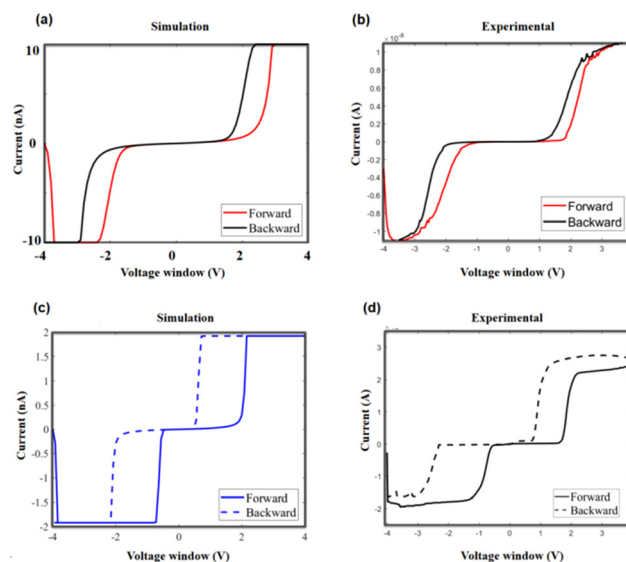 (a)
Simulation
10
Current (nA)
0
-10
-4
-2
0
2
4
Forward
Backward
Voltage window (V)
(b)
Experimental
1
0.8
0.6
0.4
0.2
0
-0.2
-0.4
-0.6
-0.8
-1
Current (nA)
-4
-3
-2
-1
0
1
2
3
Forward
Backward
Voltage window (V)
(c)
Simulation
2
1.5
1
0.5
0
-0.5
-1
-1.5
-2
Current (nA)
-4
-2
0
2
4
Forward
Backward
Voltage window (V)
(d)
Experimental
4
3
2
1
0
-1
-2
Current (nA)
-4
-3
-2
-1
0
1
2
3
Forward
Backward
Voltage window (V)